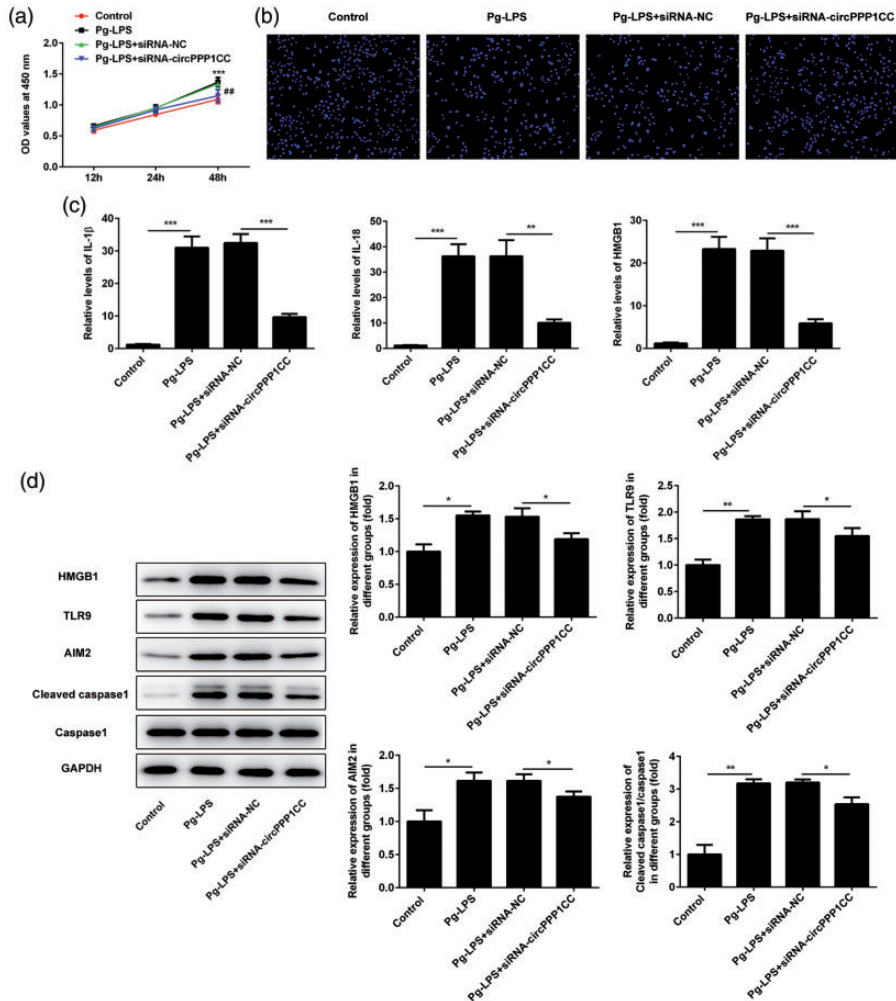 (a)
Control
Pg-LPS
Pg-LPS+siRNA-NC
Pg-LPS+siRNA-circPPP1CC
OD values at 450 nm
2.0
1.5
1.0
0.5
0.0
***
##
12h
24h
48h
(b)
Control
Pg-LPS
Pg-LPS+siRNA-NC
Pg-LPS+siRNA-circPPP1CC
(c)
Relative levels of IL-1β
40
30
20
10
0
***
***
Control
Pg-LPS
Pg-LPS+siRNA-NC
Pg-LPS+siRNA-circPPP1CC
Relative levels of IL-18
50
40
30
20
10
0
***
**
Control
Pg-LPS
Pg-LPS+siRNA-NC
Pg-LPS+siRNA-circPPP1CC
Relative levels of HMGB1
30
20
10
0
***
***
Control
Pg-LPS
Pg-LPS+siRNA-NC
Pg-LPS+siRNA-circPPP1CC
(d)
HMGB1
TLR9
AIM2
Cleaved caspase1
Caspase1
GAPDH
Control
Pg-LPS
Pg-LPS+siRNA-NC
Pg-LPS+siRNA-circPPP1CC
Relative expression of HMGB1 in
different groups (fold)
2.0
1.5
1.0
0.5
0.0
*
*
Control
Pg-LPS
Pg-LPS+siRNA-NC
Pg-LPS+siRNA-circPPP1CC
Relative expression of TLR9 in
different groups (fold)
2.5
2.0
1.5
1.0
0.5
0.0
**
*
Control
Pg-LPS
Pg-LPS+siRNA-NC
Pg-LPS+siRNA-circPPP1CC
Relative expression of AIM2 in
different groups (fold)
2.0
1.5
1.0
0.5
0.0
*
*
Control
Pg-LPS
Pg-LPS+siRNA-NC
Pg-LPS+siRNA-circPPP1CC
Relative expression of
Cleaved caspase1/caspase1
in different groups (fold)
4
3
2
1
0
**
*
Control
Pg-LPS
Pg-LPS+siRNA-NC
Pg-LPS+siRNA-circPPP1CC